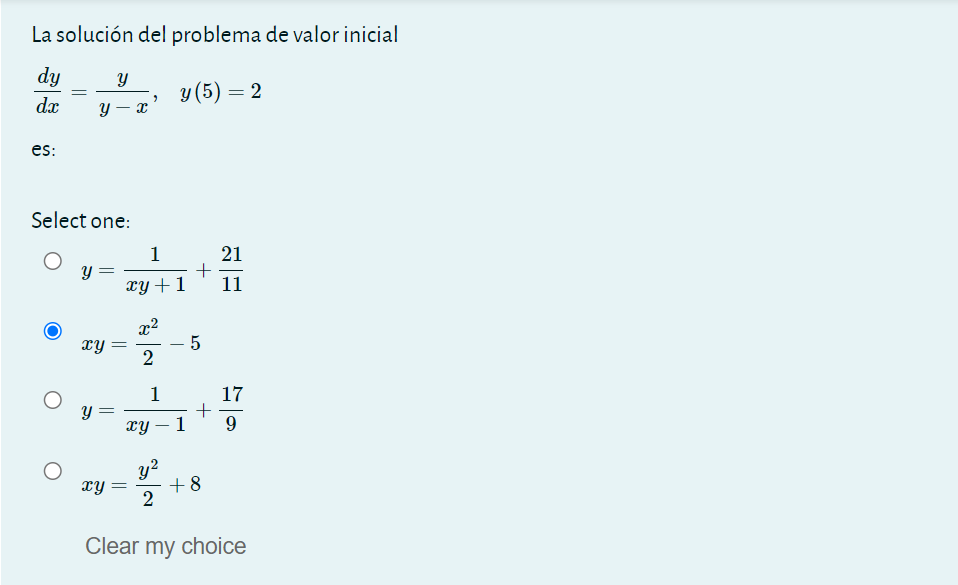 La solución del problema de valor inicial
dy/dx = y/(y − x), y(5) = 2
es:
Select one:
y = 1/(xy + 1) + 21/11
xy = x²/2 − 5
y = 1/(xy − 1) + 17/9
xy = y²/2 + 8
Clear my choice